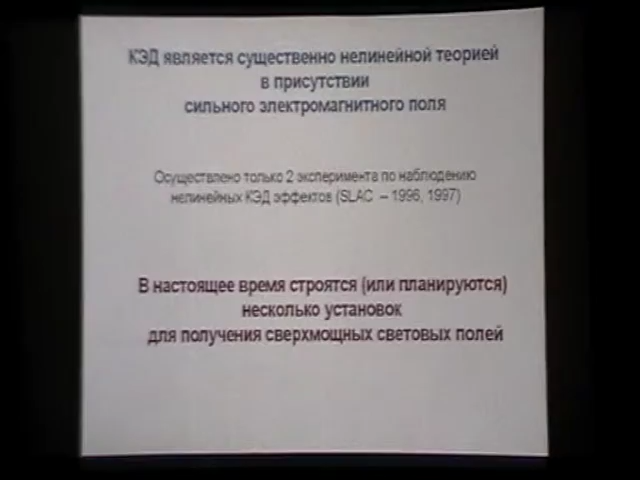 КЭД является существенно нелинейной теорией
в присутствии
сильного электромагнитного поля
Осуществлено только 2 эксперимента по наблюдению
нелинейных КЭД эффектов (SLAC – 1996, 1997)
В настоящее время строятся (или планируются)
несколько установок
для получения сверхмощных световых полей